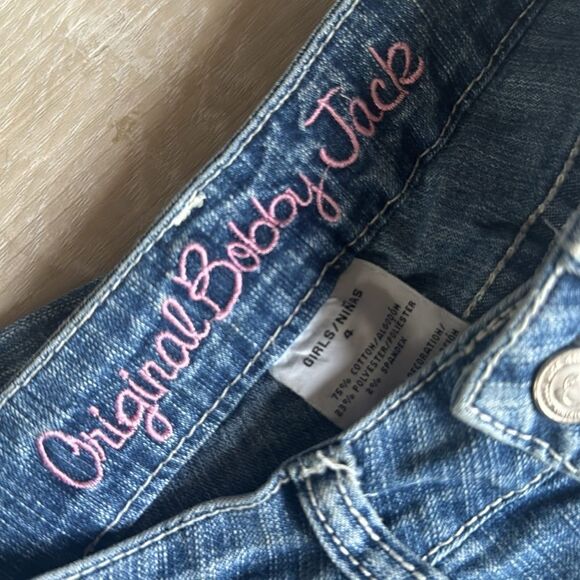 Original Bobby Jack
GIRLS/NIÑAS
4
75% COTTON/ALGODÓN
23% POLYESTER/POLIÉSTER
2% SPANDEX